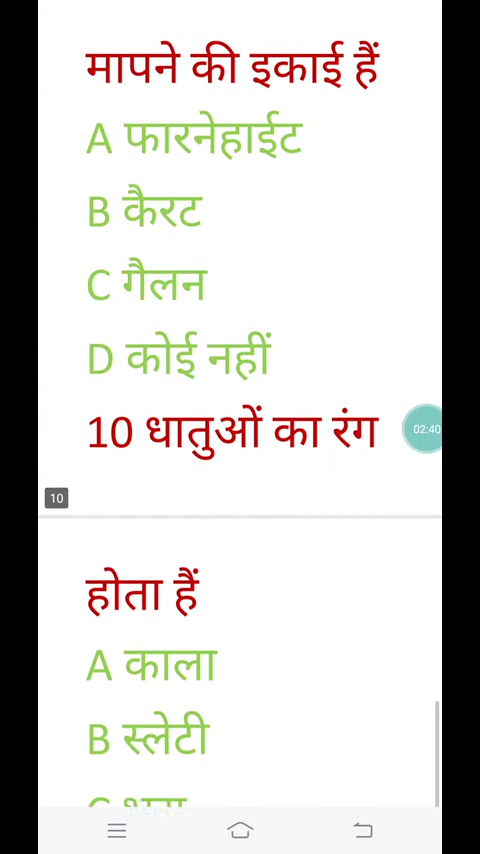 मापने की इकाई हैं
A फारनेहाईट
B कैरट
C गैलन
D कोई नहीं
10 धातुओं का रंग
02:40
10
होता हैं
A काला
B स्लेटी
C